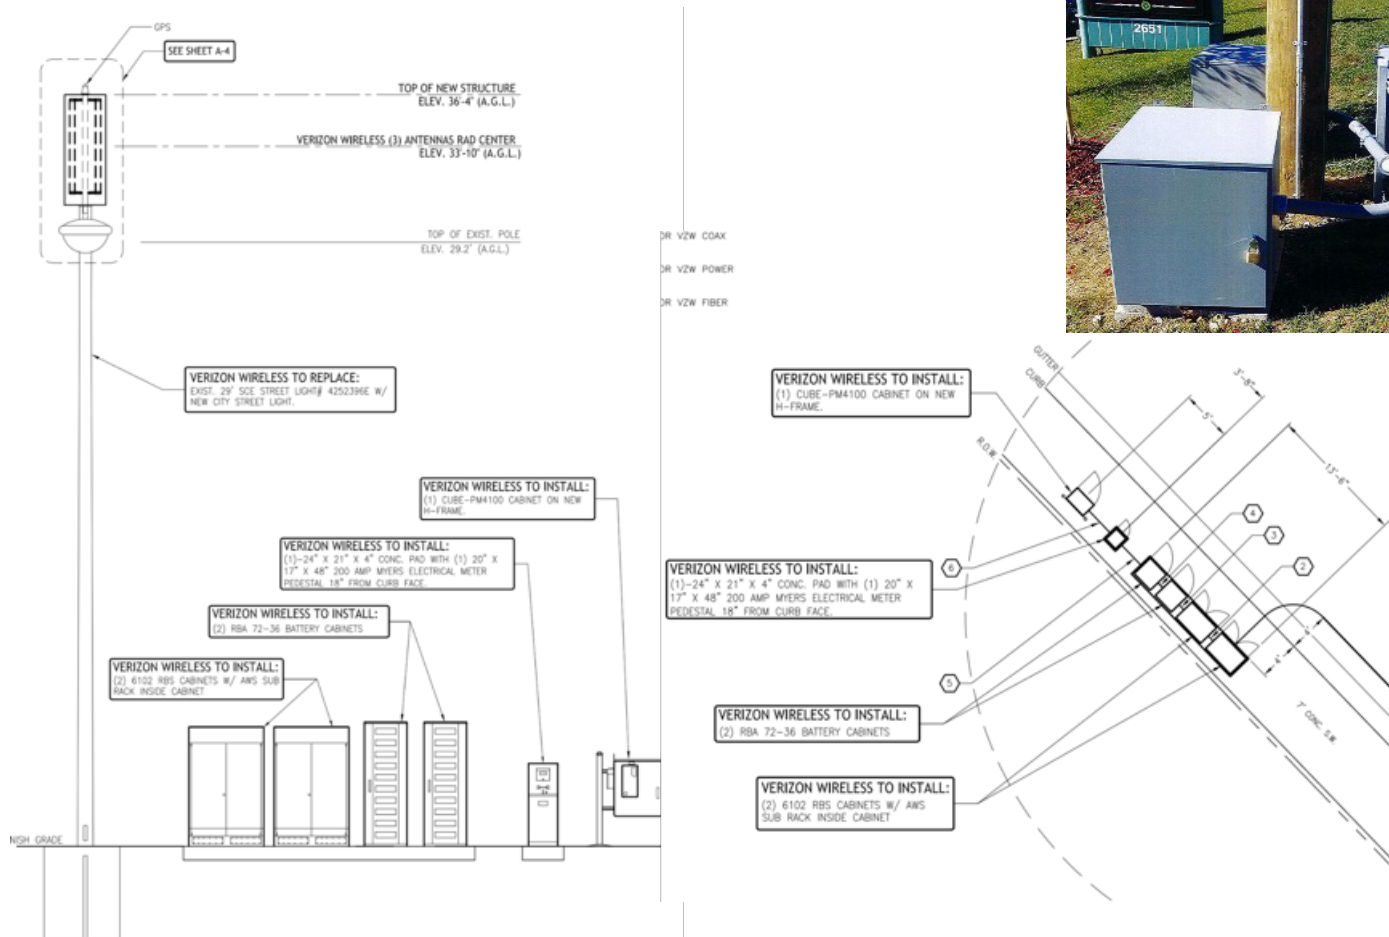 GPS
SEE SHEET A-4
TOP OF NEW STRUCTURE
ELEV. 36'-4" (A.G.L.)
VERIZON WIRELESS (3) ANTENNAS RAD CENTER
ELEV. 33'-10" (A.G.L.)
TOP OF EXIST. POLE
ELEV. 29.2' (A.G.L.)
VERIZON WIRELESS TO REPLACE:
EXIST. 29' SCE STREET LIGHT# 4252396E W/
NEW CITY STREET LIGHT.
VERIZON WIRELESS TO INSTALL:
(1) CUBE-PM4100 CABINET ON NEW
H-FRAME.
VERIZON WIRELESS TO INSTALL:
(1)-24" X 21" X 4" CONC. PAD WITH (1) 20" X
17" X 48" 200 AMP MYERS ELECTRICAL METER
PEDESTAL 18" FROM CURB FACE.
VERIZON WIRELESS TO INSTALL:
(2) RBA 72-36 BATTERY CABINETS
VERIZON WIRELESS TO INSTALL:
(2) 6102 RBS CABINETS W/ AWS SUB
RACK INSIDE CABINET
NISH GRADE
OR VZW COAX
OR VZW POWER
OR VZW FIBER
2651
GUTTER
CURB
R.O.W.
3'-8"
5'
13'-6"
VERIZON WIRELESS TO INSTALL:
(1) CUBE-PM4100 CABINET ON NEW
H-FRAME.
4
3
2
6
VERIZON WIRELESS TO INSTALL:
(1)-24" X 21" X 4" CONC. PAD WITH (1) 20" X
17" X 48" 200 AMP MYERS ELECTRICAL METER
PEDESTAL 18" FROM CURB FACE.
5
4'
7' CONC. S.W.
VERIZON WIRELESS TO INSTALL:
(2) RBA 72-36 BATTERY CABINETS
VERIZON WIRELESS TO INSTALL:
(2) 6102 RBS CABINETS W/ AWS
SUB RACK INSIDE CABINET